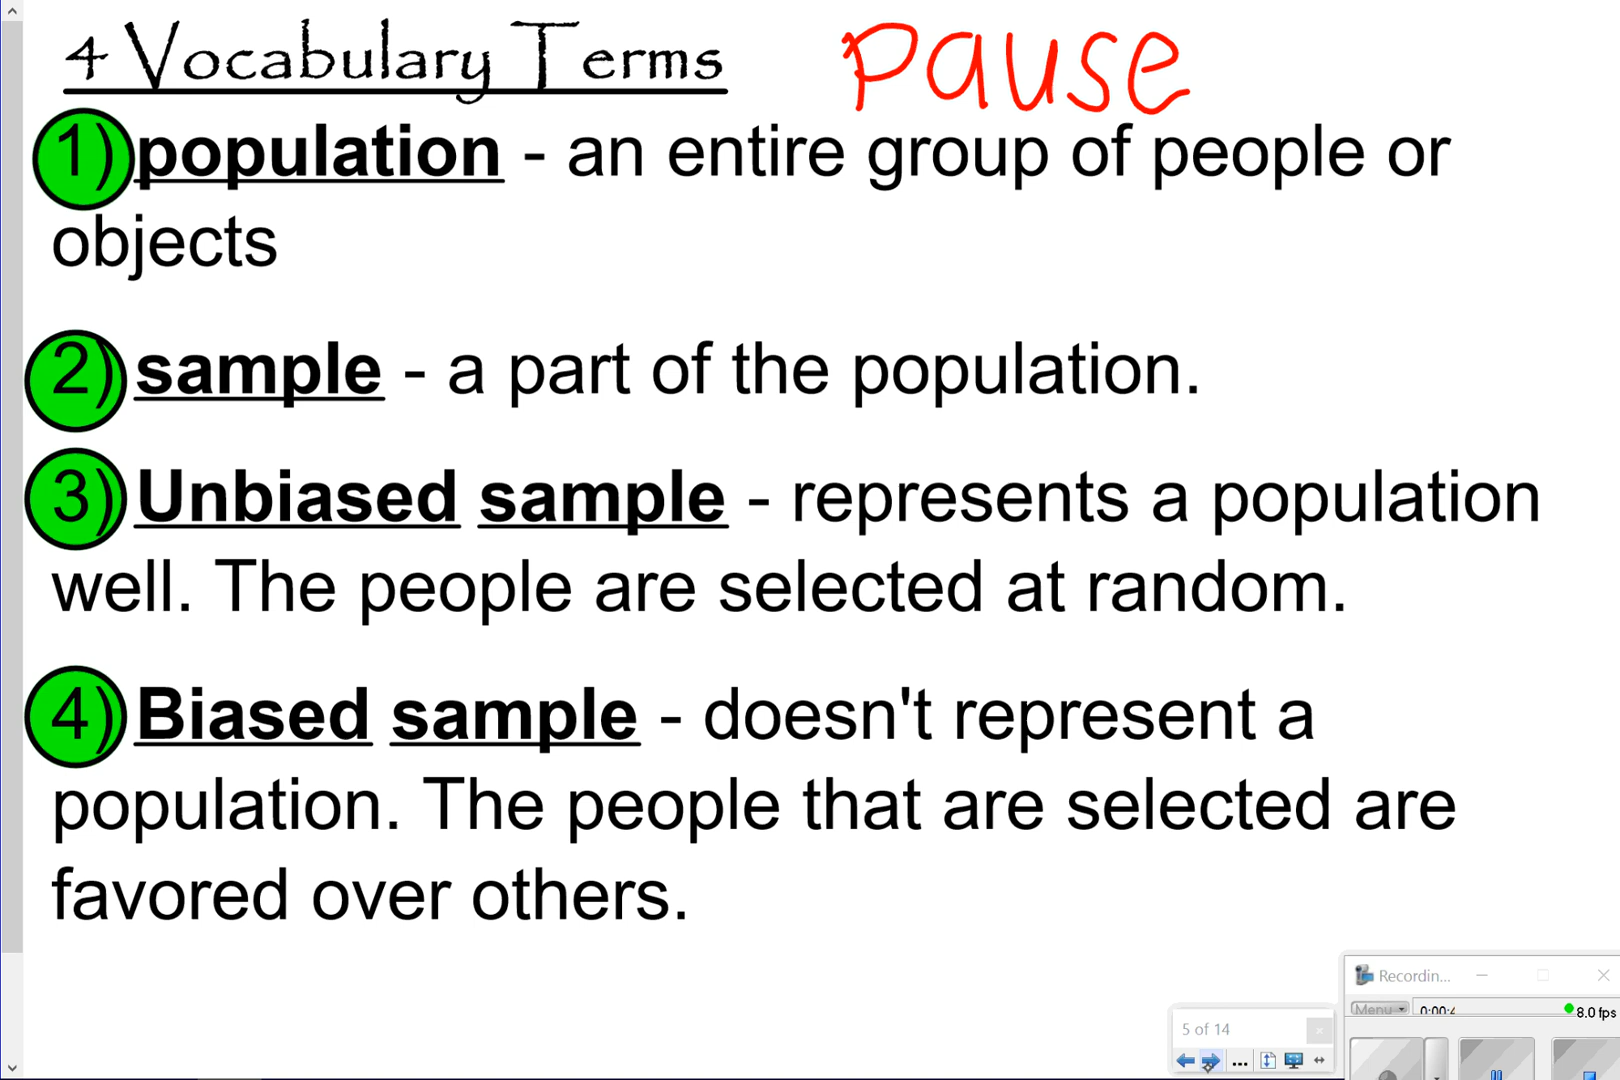 4 Vocabulary Terms pause
1) population - an entire group of people or
objects
2) sample - a part of the population.
3) Unbiased sample - represents a population
well. The people are selected at random.
4) Biased sample - doesn't represent a
population. The people that are selected are
favored over others.
Recordin...
Menu
8.0 fps
5 of 14